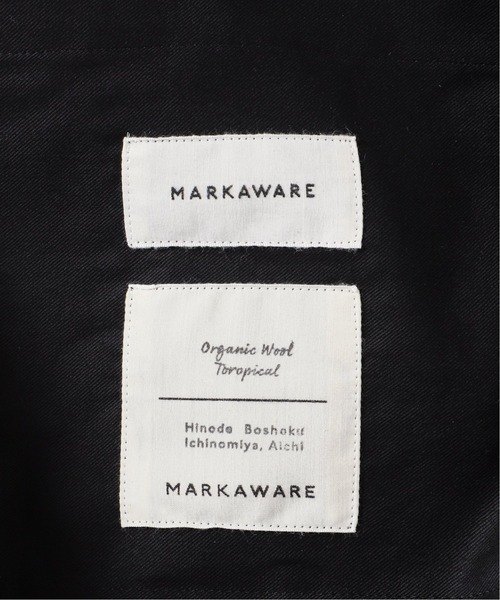 MARKAWARE
Organic Wool
Toropical
Hinode Boshoku
Ichinomiya, Aichi
MARKAWARE